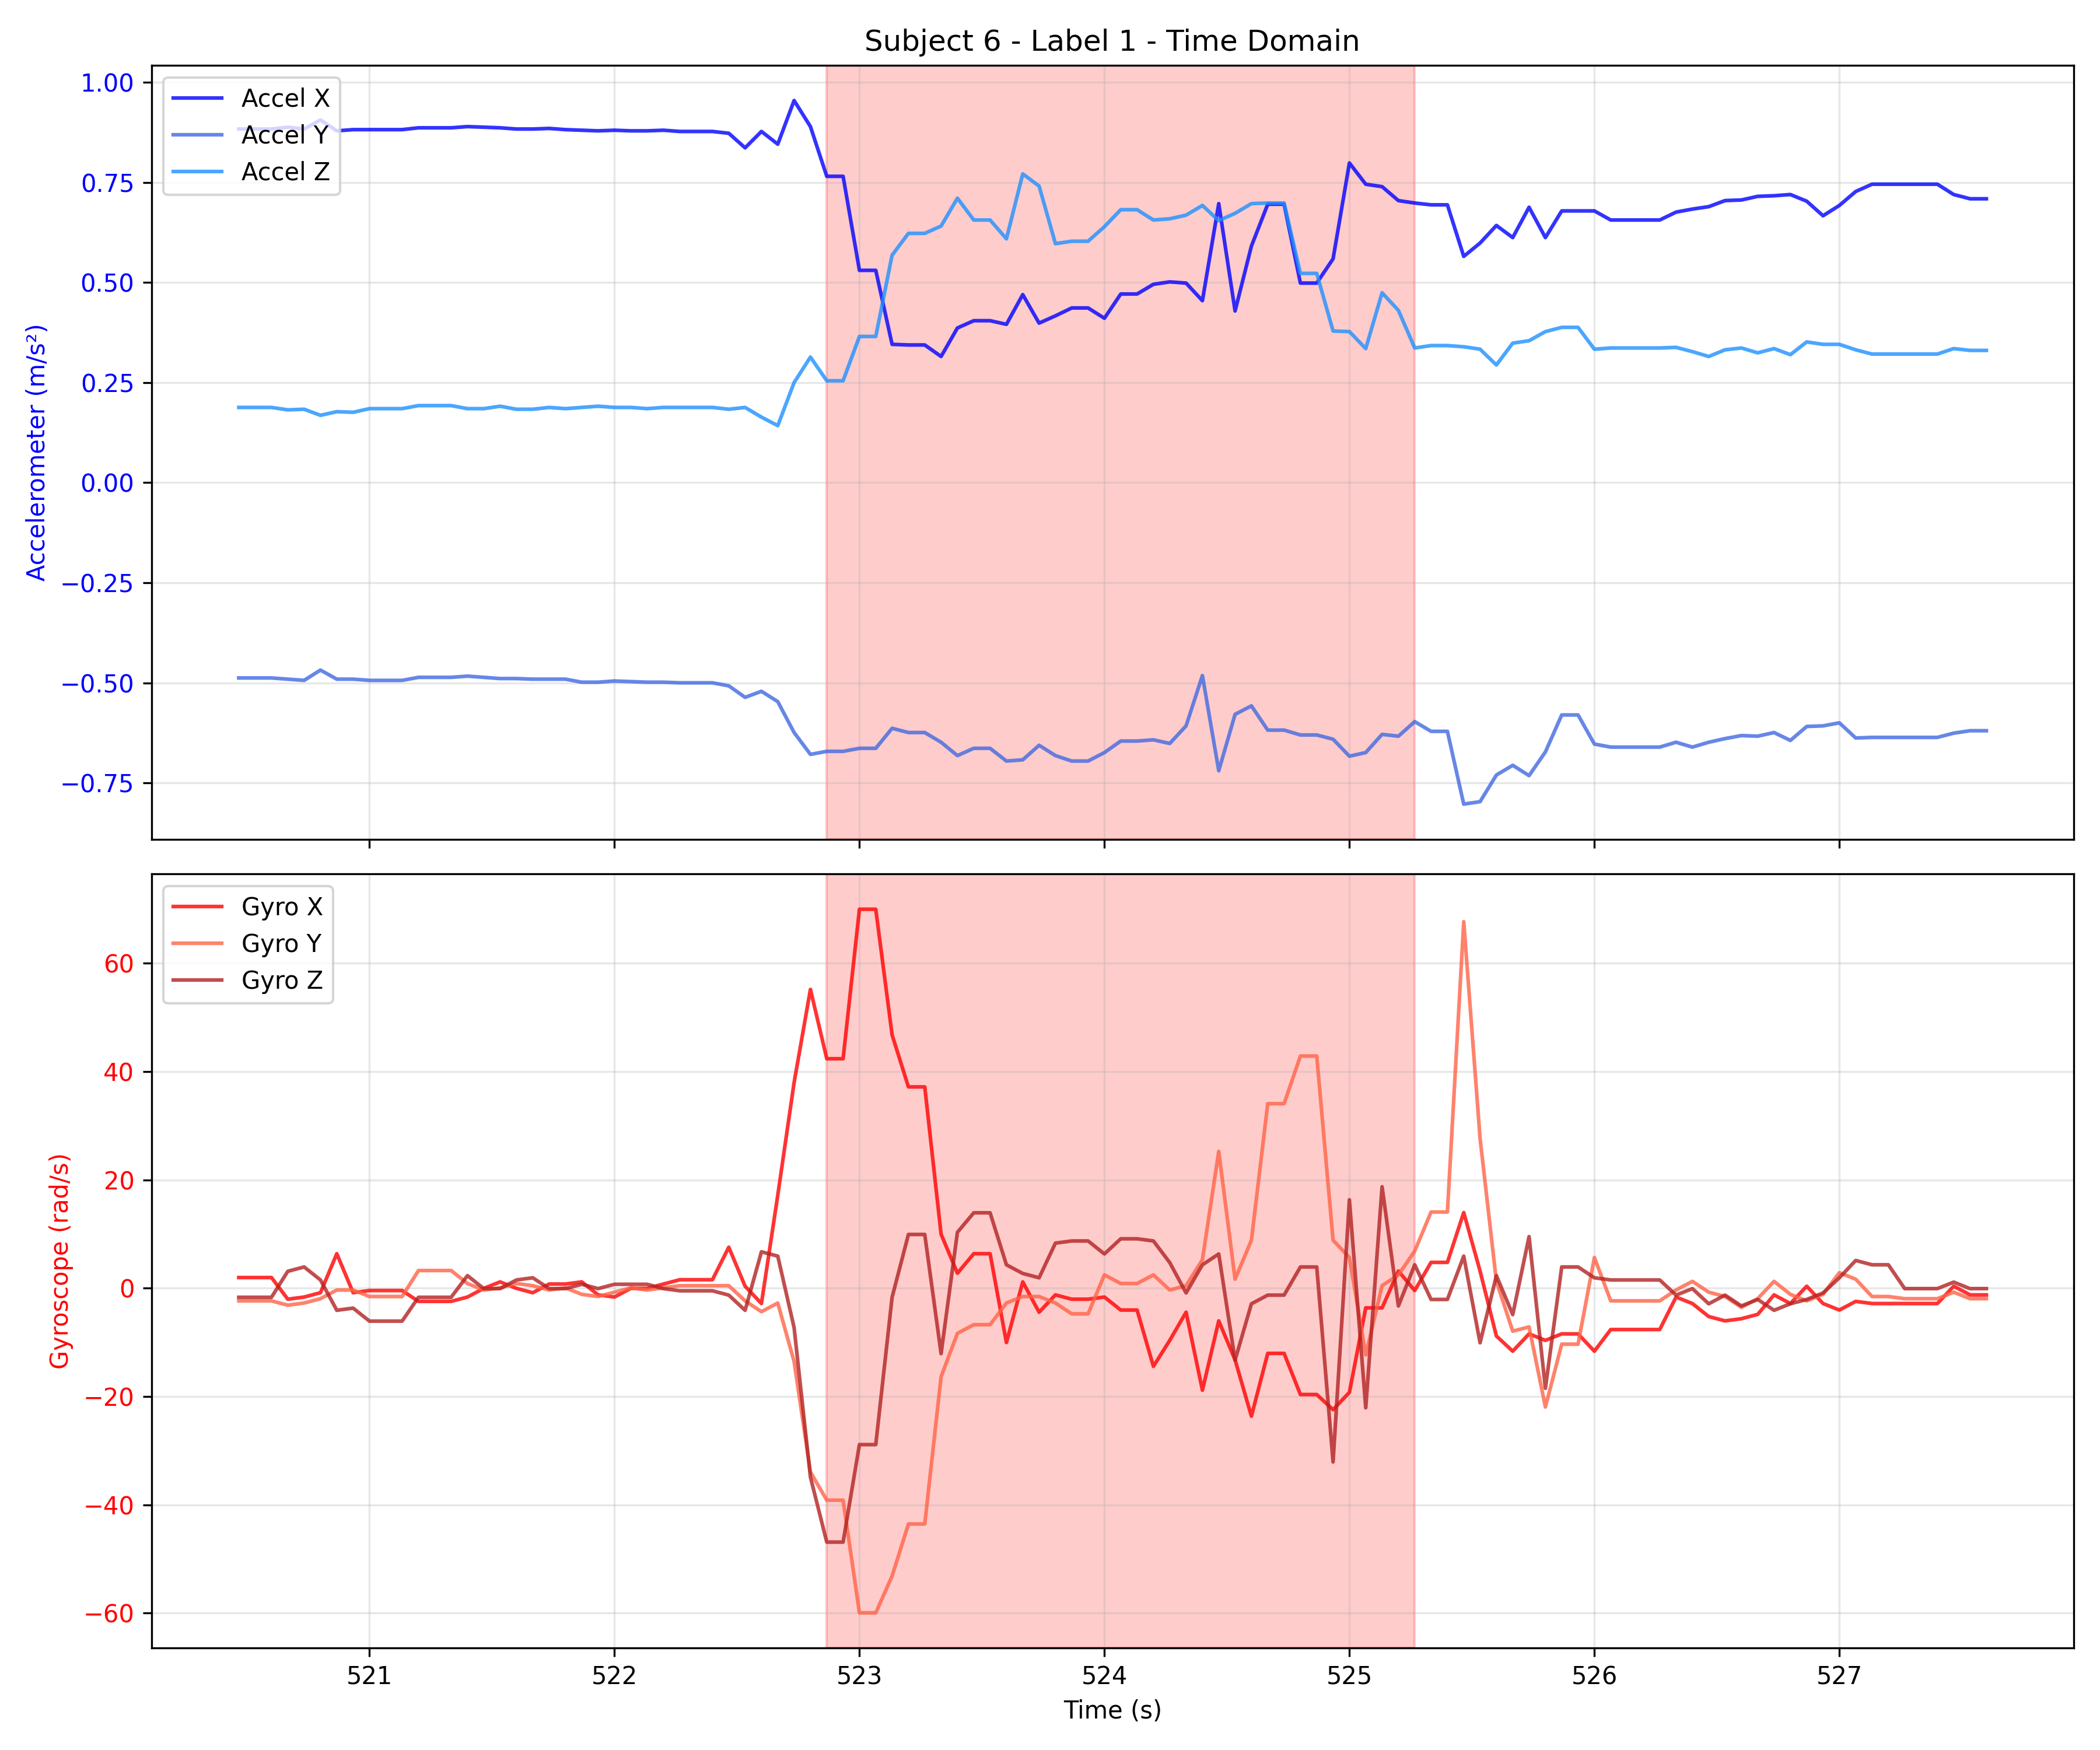 Subject 6 - Label 1 - Time Domain
Accel X
Accel Y
Accel Z
1.00
0.75
0.50
0.25
0.00
−0.25
−0.50
−0.75
Accelerometer (m/s²)
Gyro X
Gyro Y
Gyro Z
60
40
20
0
−20
−40
−60
Gyroscope (rad/s)
521 522 523 524 525 526 527
Time (s)